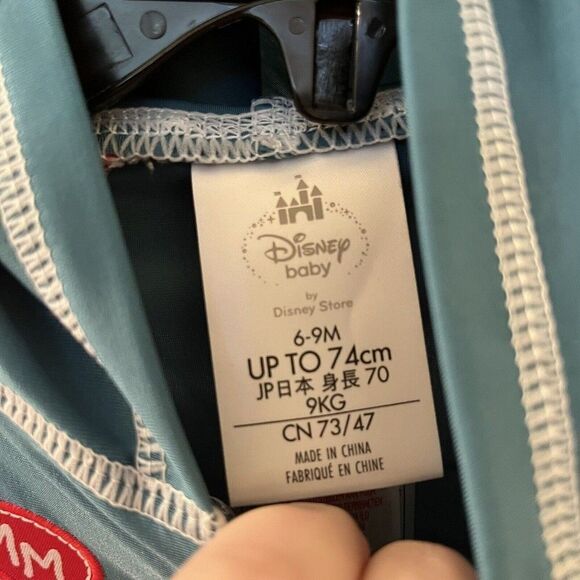 Disney
baby
by
Disney Store
6-9M
UP TO 74cm
JP日本 身長 70
9KG
CN 73/47
MADE IN CHINA
FABRIQUÉ EN CHINE